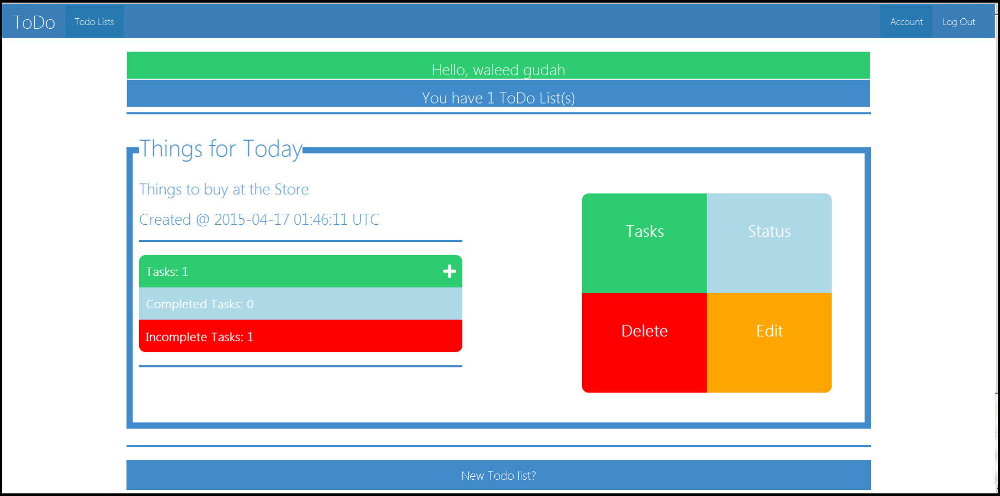 ToDo Todo Lists Account Log Out
Hello, waleed gudah
You have 1 ToDo List(s)
Things for Today
Things to buy at the Store
Created @ 2015-04-17 01:46:11 UTC
Tasks: 1
Completed Tasks: 0
Incomplete Tasks: 1
Tasks Status
Delete Edit
New Todo list?